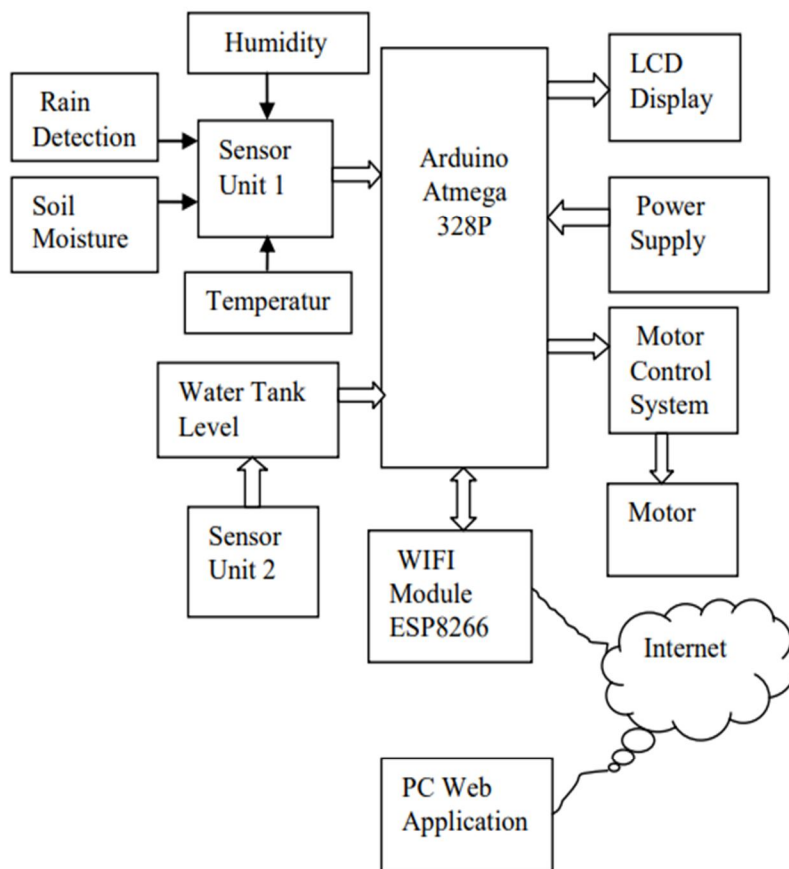 Humidity
Rain
Detection
Soil
Moisture
Sensor
Unit 1
Temperatur
Water Tank
Level
Sensor
Unit 2
Arduino
Atmega
328P
LCD
Display
Power
Supply
Motor
Control
System
Motor
WIFI
Module
ESP8266
Internet
PC Web
Application